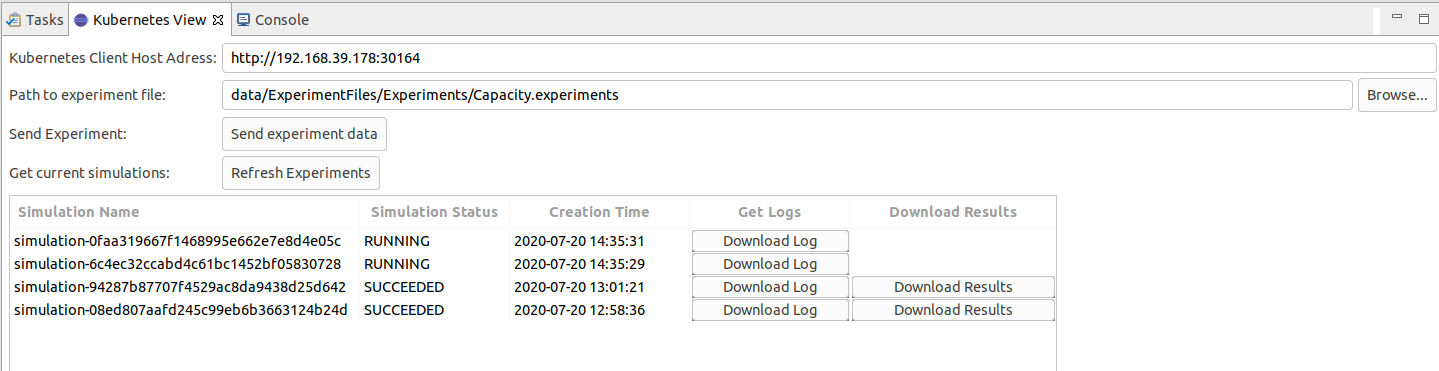 Tasks Kubernetes View Console
Kubernetes Client Host Adress: http://192.168.39.178:30164
Path to experiment file: data/ExperimentFiles/Experiments/Capacity.experiments Browse...
Send Experiment: Send experiment data
Get current simulations: Refresh Experiments
Simulation Name Simulation Status Creation Time Get Logs Download Results
simulation-0faa319667f1468995e662e7e8d4e05c RUNNING 2020-07-20 14:35:31 Download Log
simulation-6c4ec32ccabd4c61bc1452bf05830728 RUNNING 2020-07-20 14:35:29 Download Log
simulation-94287b87707f4529ac8da9438d25d642 SUCCEEDED 2020-07-20 13:01:21 Download Log Download Results
simulation-08ed807aafd245c99eb6b3663124b24d SUCCEEDED 2020-07-20 12:58:36 Download Log Download Results